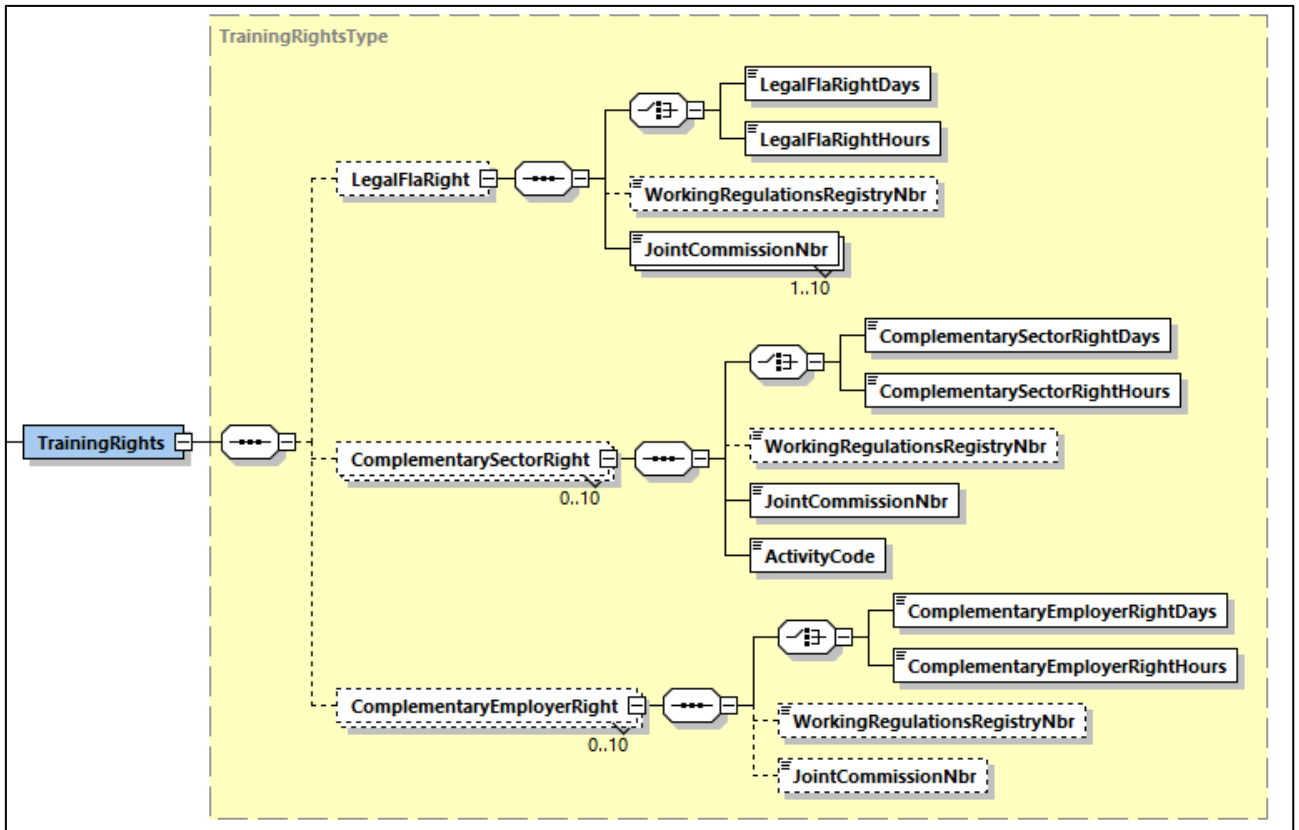 TrainingRightsType
LegalFlaRightDays
LegalFlaRightHours
LegalFlaRight
WorkingRegulationsRegistryNbr
JointCommissionNbr
1..10
ComplementarySectorRightDays
ComplementarySectorRightHours
TrainingRights
ComplementarySectorRight
0..10
WorkingRegulationsRegistryNbr
JointCommissionNbr
ActivityCode
ComplementaryEmployerRightDays
ComplementaryEmployerRightHours
ComplementaryEmployerRight
0..10
WorkingRegulationsRegistryNbr
JointCommissionNbr